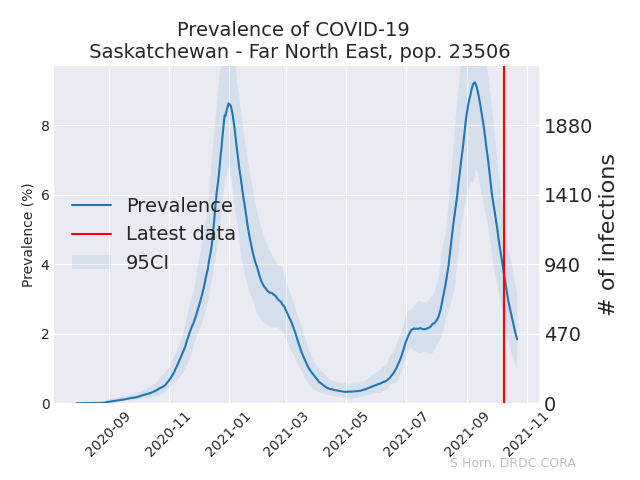 Prevalence of COVID-19
Saskatchewan - Far North East, pop. 23506
Prevalence (%)
8
6
4
2
0
Prevalence
Latest data
95CI
1880
1410
940
470
0
# of infections
2020-09
2020-11
2021-01
2021-03
2021-05
2021-07
2021-09
2021-11
S Horn, DRDC CORA